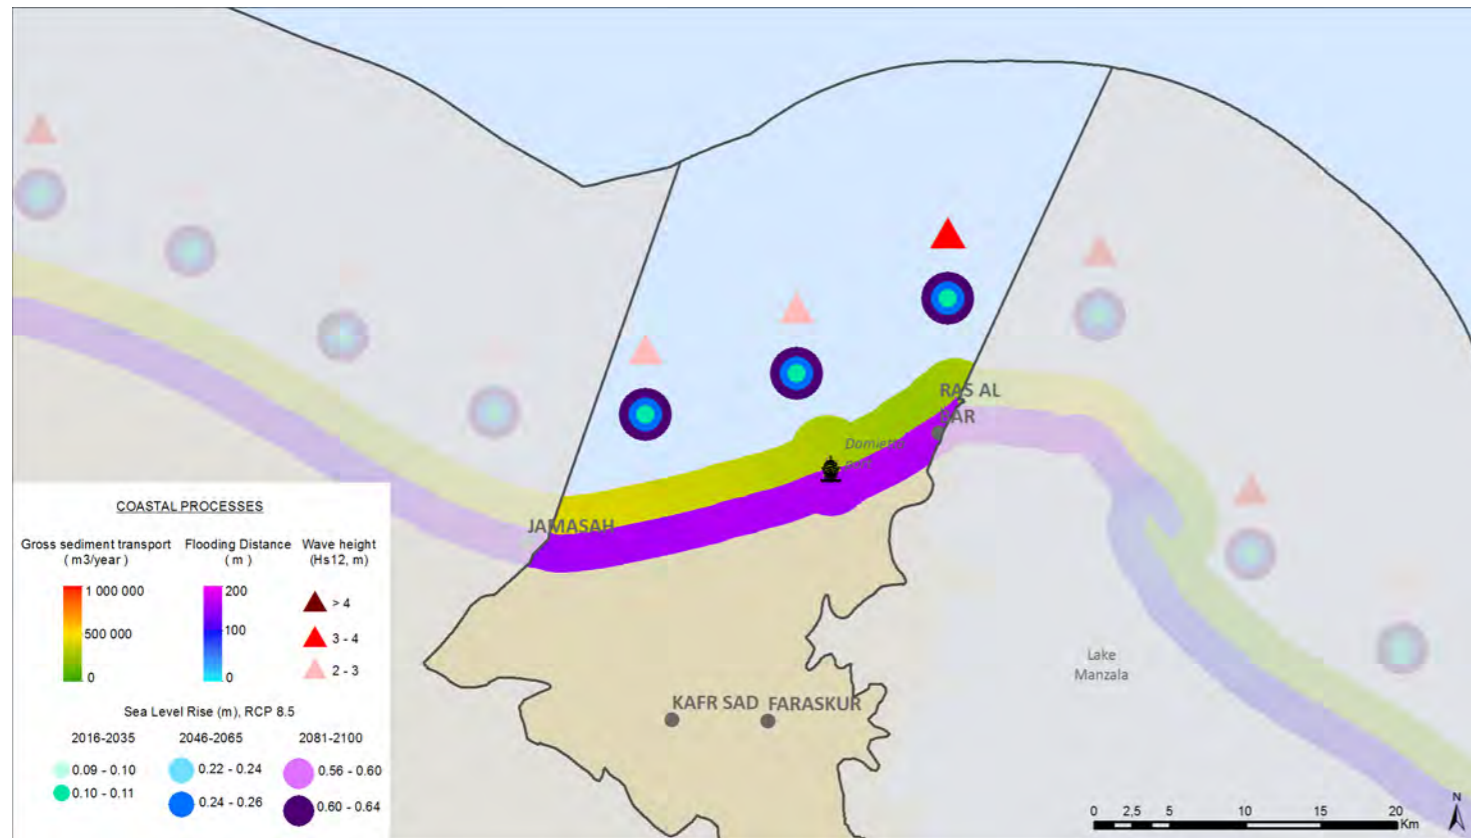 RAS AL
BAR
Damietta
port
JAMASAH
KAFR SAD
FARASKUR
Lake
Manzala
COASTAL PROCESSES
Gross sediment transport
( m3/year )
1 000 000
500 000
0
Flooding Distance
( m )
200
100
0
Wave height
(Hs12, m)
> 4
3 - 4
2 - 3
Sea Level Rise (m), RCP 8.5
2016-2035
0.09 - 0.10
0.10 - 0.11
2046-2065
0.22 - 0.24
0.24 - 0.26
2081-2100
0.56 - 0.60
0.60 - 0.64
0 2,5 5 10 15 20
Km
N